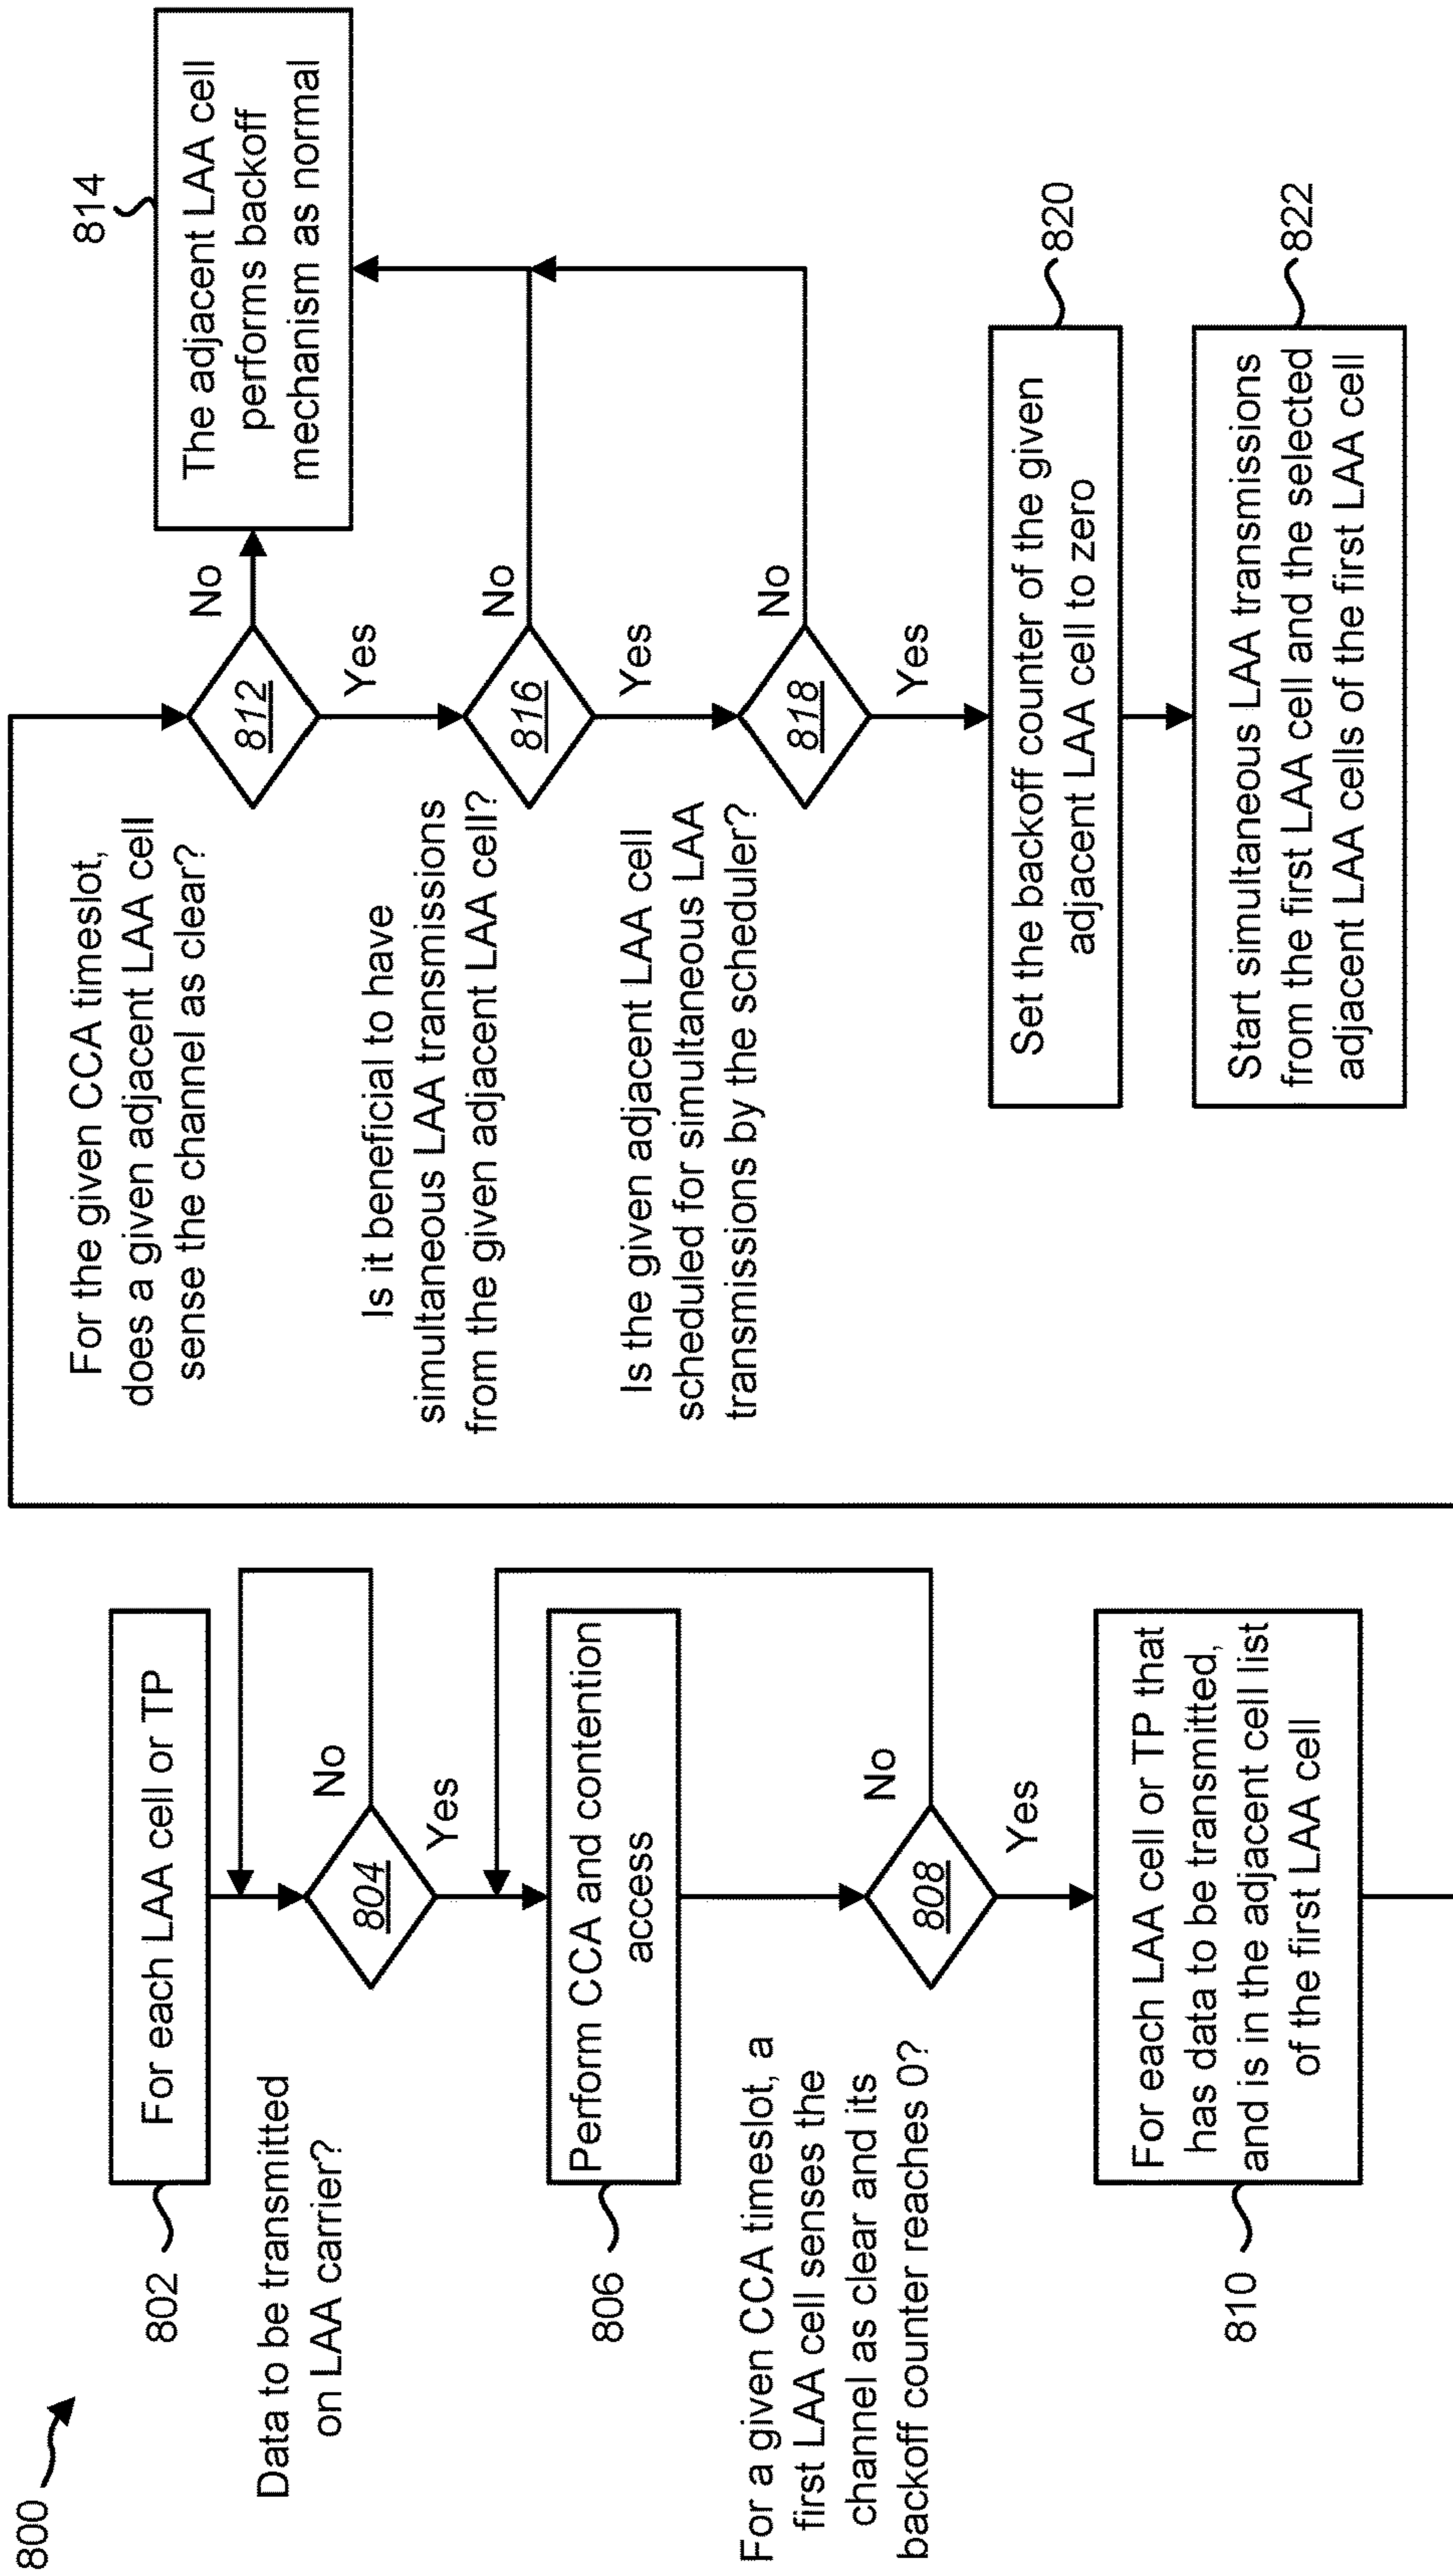 800
802
For each LAA cell or TP
Data to be transmitted
on LAA carrier?
804
No
Yes
806
Perform CCA and contention
access
For a given CCA timeslot, a
first LAA cell senses the
channel as clear and its
backoff counter reaches 0?
808
No
Yes
810
For each LAA cell or TP that
has data to be transmitted,
and is in the adjacent cell list
of the first LAA cell
For the given CCA timeslot,
does a given adjacent LAA cell
sense the channel as clear?
812
No
Yes
814
The adjacent LAA cell
performs backoff
mechanism as normal
Is it beneficial to have
simultaneous LAA transmissions
from the given adjacent LAA cell?
816
No
Yes
Is the given adjacent LAA cell
scheduled for simultaneous LAA
transmissions by the scheduler?
818
No
Yes
Set the backoff counter of the given
adjacent LAA cell to zero
820
Start simultaneous LAA transmissions
from the first LAA cell and the selected
adjacent LAA cells of the first LAA cell
822